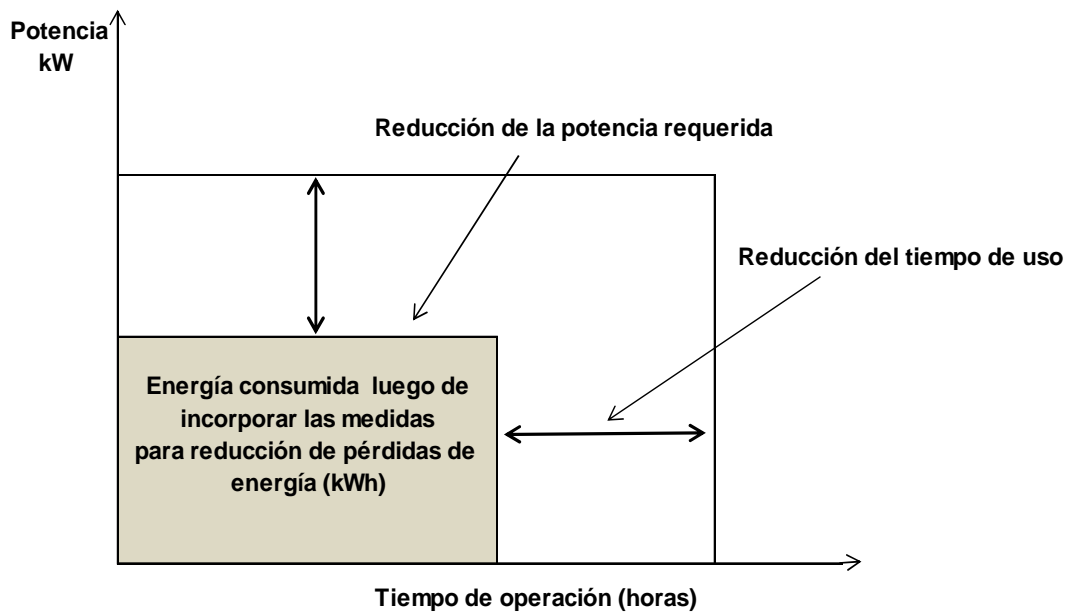 Potencia
kW
Reducción de la potencia requerida
Reducción del tiempo de uso
Energía consumida luego de
incorporar las medidas
para reducción de pérdidas de
energía (kWh)
Tiempo de operación (horas)